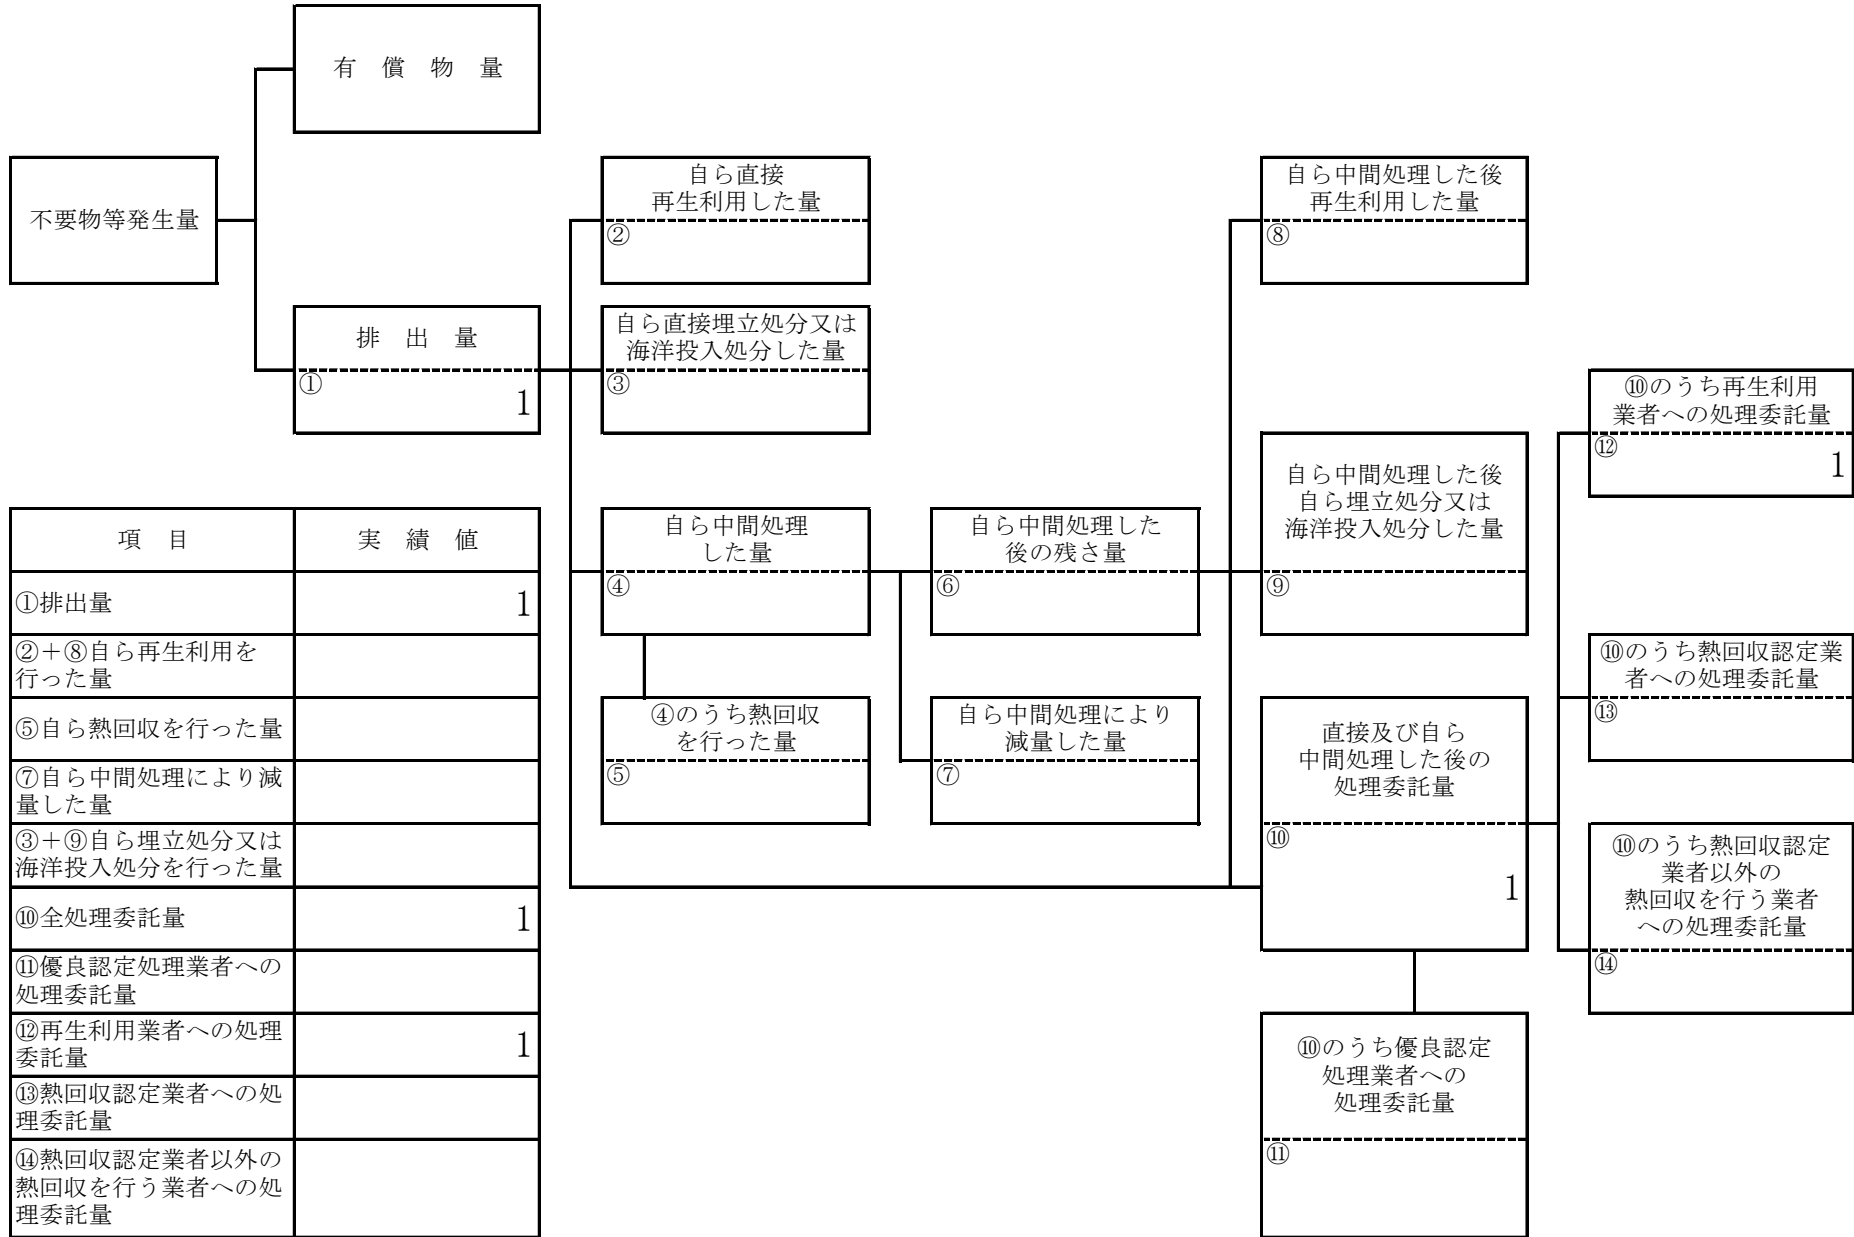 有　償　物　量
不要物等発生量
排　出　量
①
1
自ら直接
再生利用した量
②
自ら直接埋立処分又は
海洋投入処分した量
③
自ら中間処理
した量
④
④のうち熱回収
を行った量
⑤
自ら中間処理した
後の残さ量
⑥
自ら中間処理により
減量した量
⑦
自ら中間処理した後
再生利用した量
⑧
自ら中間処理した後
自ら埋立処分又は
海洋投入処分した量
⑨
直接及び自ら
中間処理した後の
処理委託量
⑩
1
⑩のうち優良認定
処理業者への
処理委託量
⑪
⑩のうち再生利用
業者への処理委託量
⑫
1
⑩のうち熱回収認定業
者への処理委託量
⑬
⑩のうち熱回収認定
業者以外の
熱回収を行う業者
への処理委託量
⑭
項　目
実　績　値
①排出量
1
②＋⑧自ら再生利用を
行った量
⑤自ら熱回収を行った量
⑦自ら中間処理により減
量した量
③＋⑨自ら埋立処分又は
海洋投入処分を行った量
⑩全処理委託量
1
⑪優良認定処理業者への
処理委託量
⑫再生利用業者への処理
委託量
1
⑬熱回収認定業者への処
理委託量
⑭熱回収認定業者以外の
熱回収を行う業者への処
理委託量